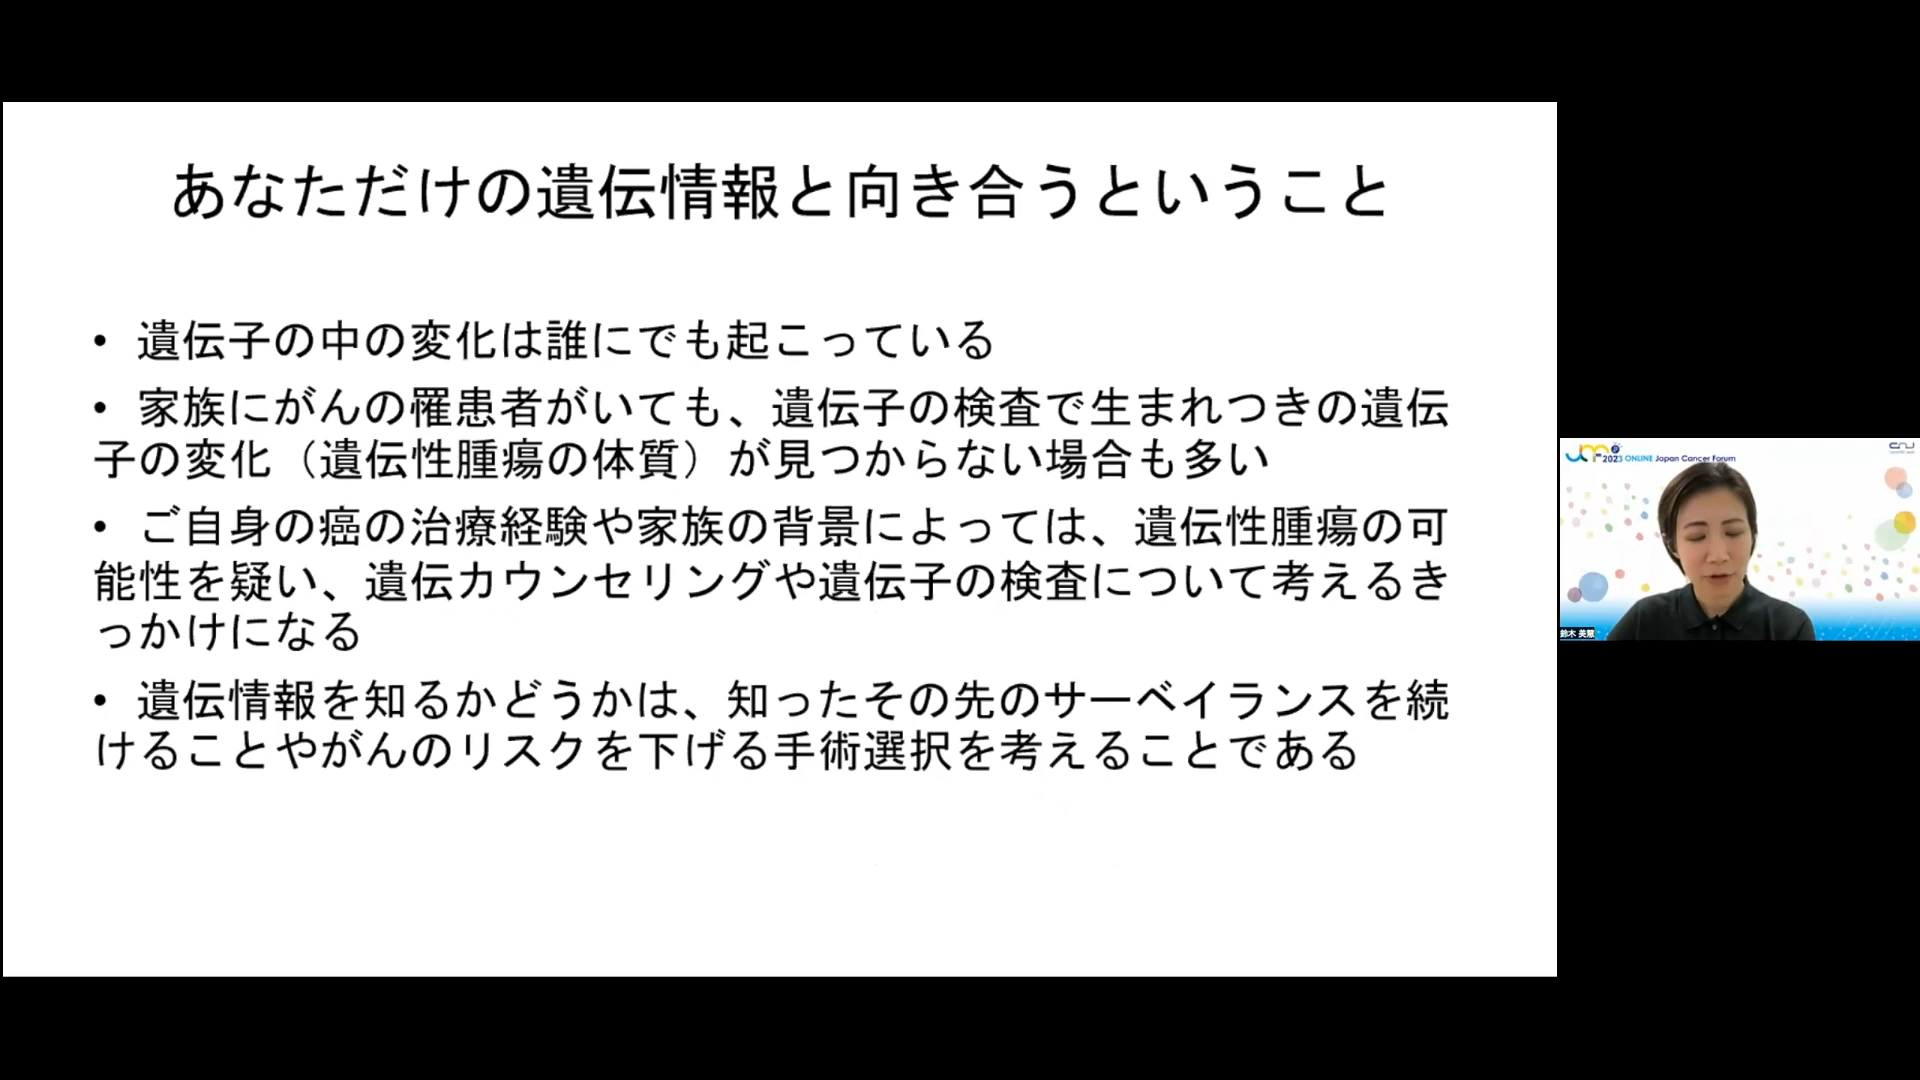 あなただけの遺伝情報と向き合うということ
• 遺伝子の中の変化は誰にでも起こっている
• 家族にがんの罹患者がいても、遺伝子の検査で生まれつきの遺伝
子の変化（遺伝性腫瘍の体質）が見つからない場合も多い
• ご自身の癌の治療経験や家族の背景によっては、遺伝性腫瘍の可
能性を疑い、遺伝カウンセリングや遺伝子の検査について考えるき
っかけになる
• 遺伝情報を知るかどうかは、知ったその先のサーベイランスを続
けることやがんのリスクを下げる手術選択を考えることである
2023 ONLINE Japan Cancer Forum
鈴木 美慧